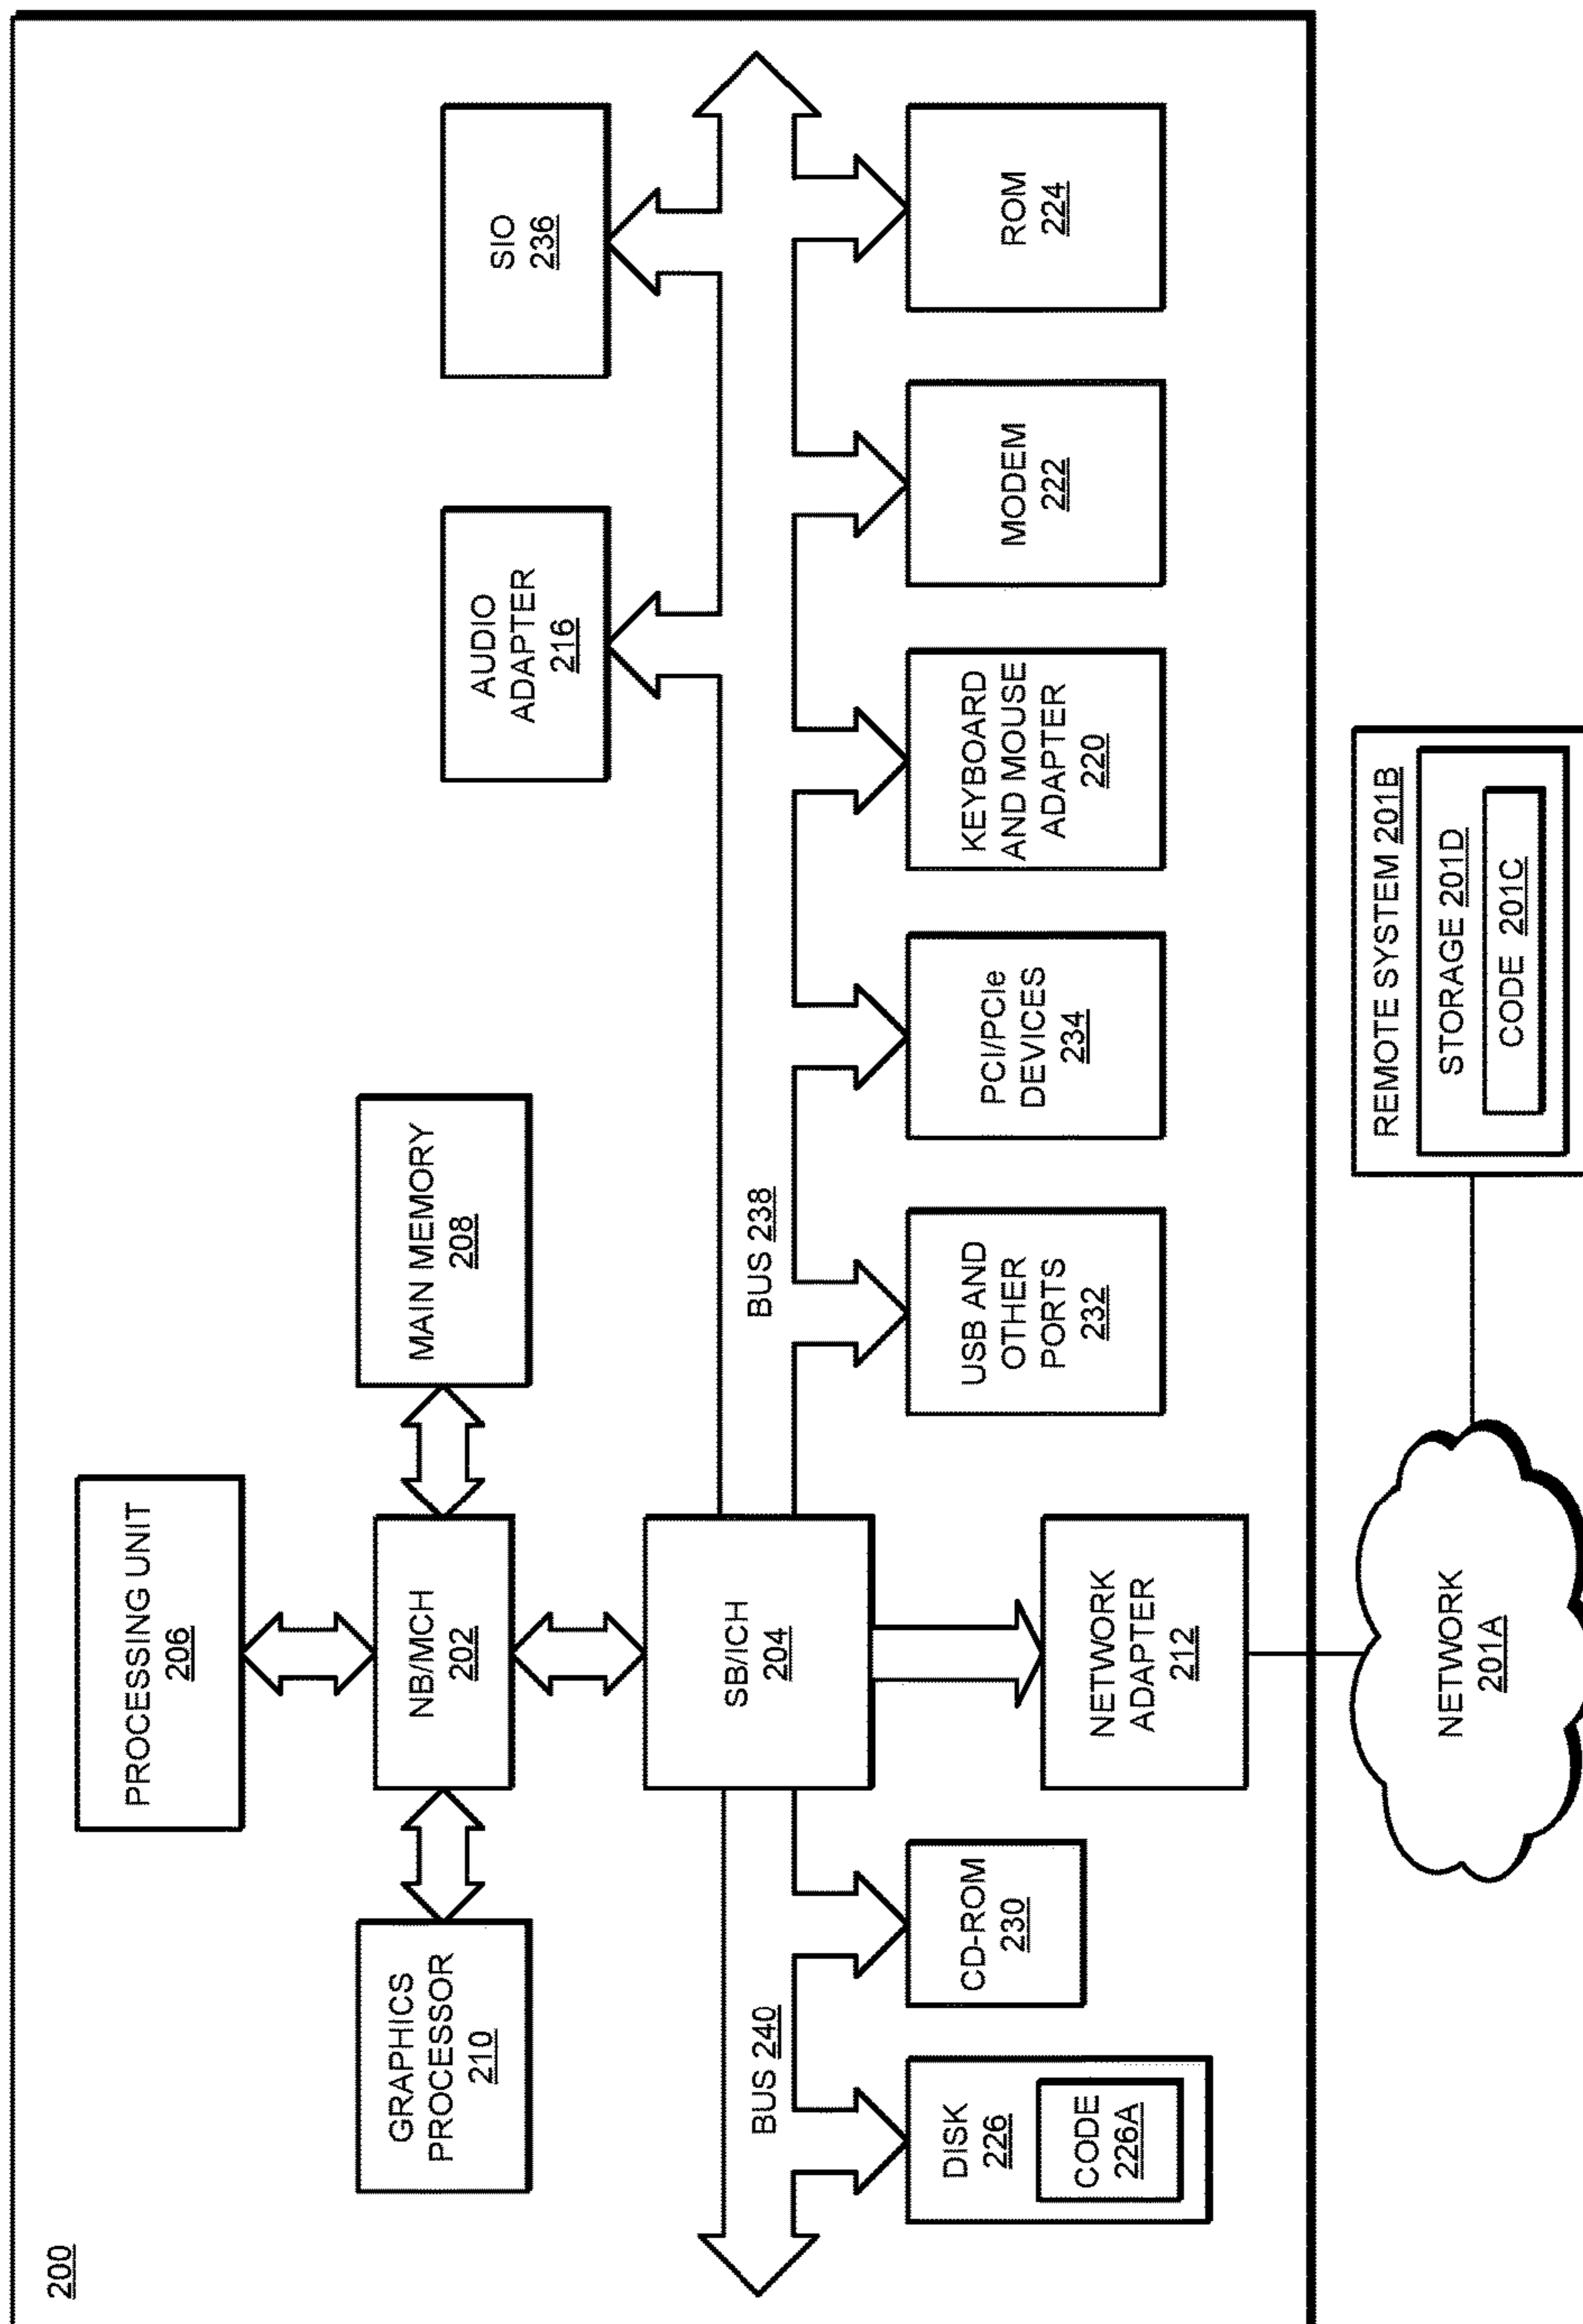 200
PROCESSING UNIT
206
GRAPHICS
PROCESSOR
210
NB/MCH
202
MAIN MEMORY
208
AUDIO
ADAPTER
216
SIO
236
SB/ICH
204
BUS 240
BUS 238
DISK
226
CODE
226A
CD-ROM
230
NETWORK
ADAPTER
212
USB AND
OTHER
PORTS
232
PCI/PCIe
DEVICES
234
KEYBOARD
AND MOUSE
ADAPTER
220
MODEM
222
ROM
224
NETWORK
201A
REMOTE SYSTEM 201B
STORAGE 201D
CODE 201C